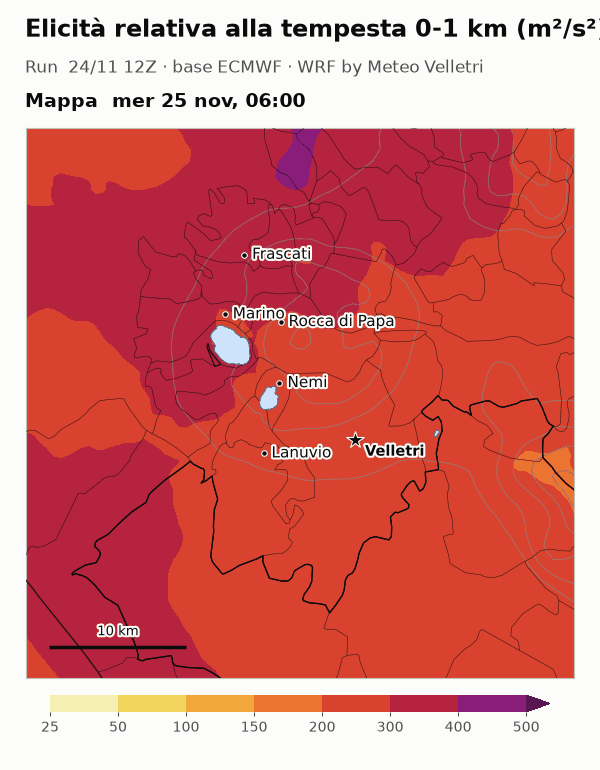 Elicità relativa alla tempesta 0-1 km (m²/s²)
Run  24/11 12Z · base ECMWF · WRF by Meteo Velletri
Mappa  mer 25 nov, 06:00
Frascati
Marino
Rocca di Papa
Nemi
Velletri
Lanuvio
10 km
25 50 100 150 200 300 400 500